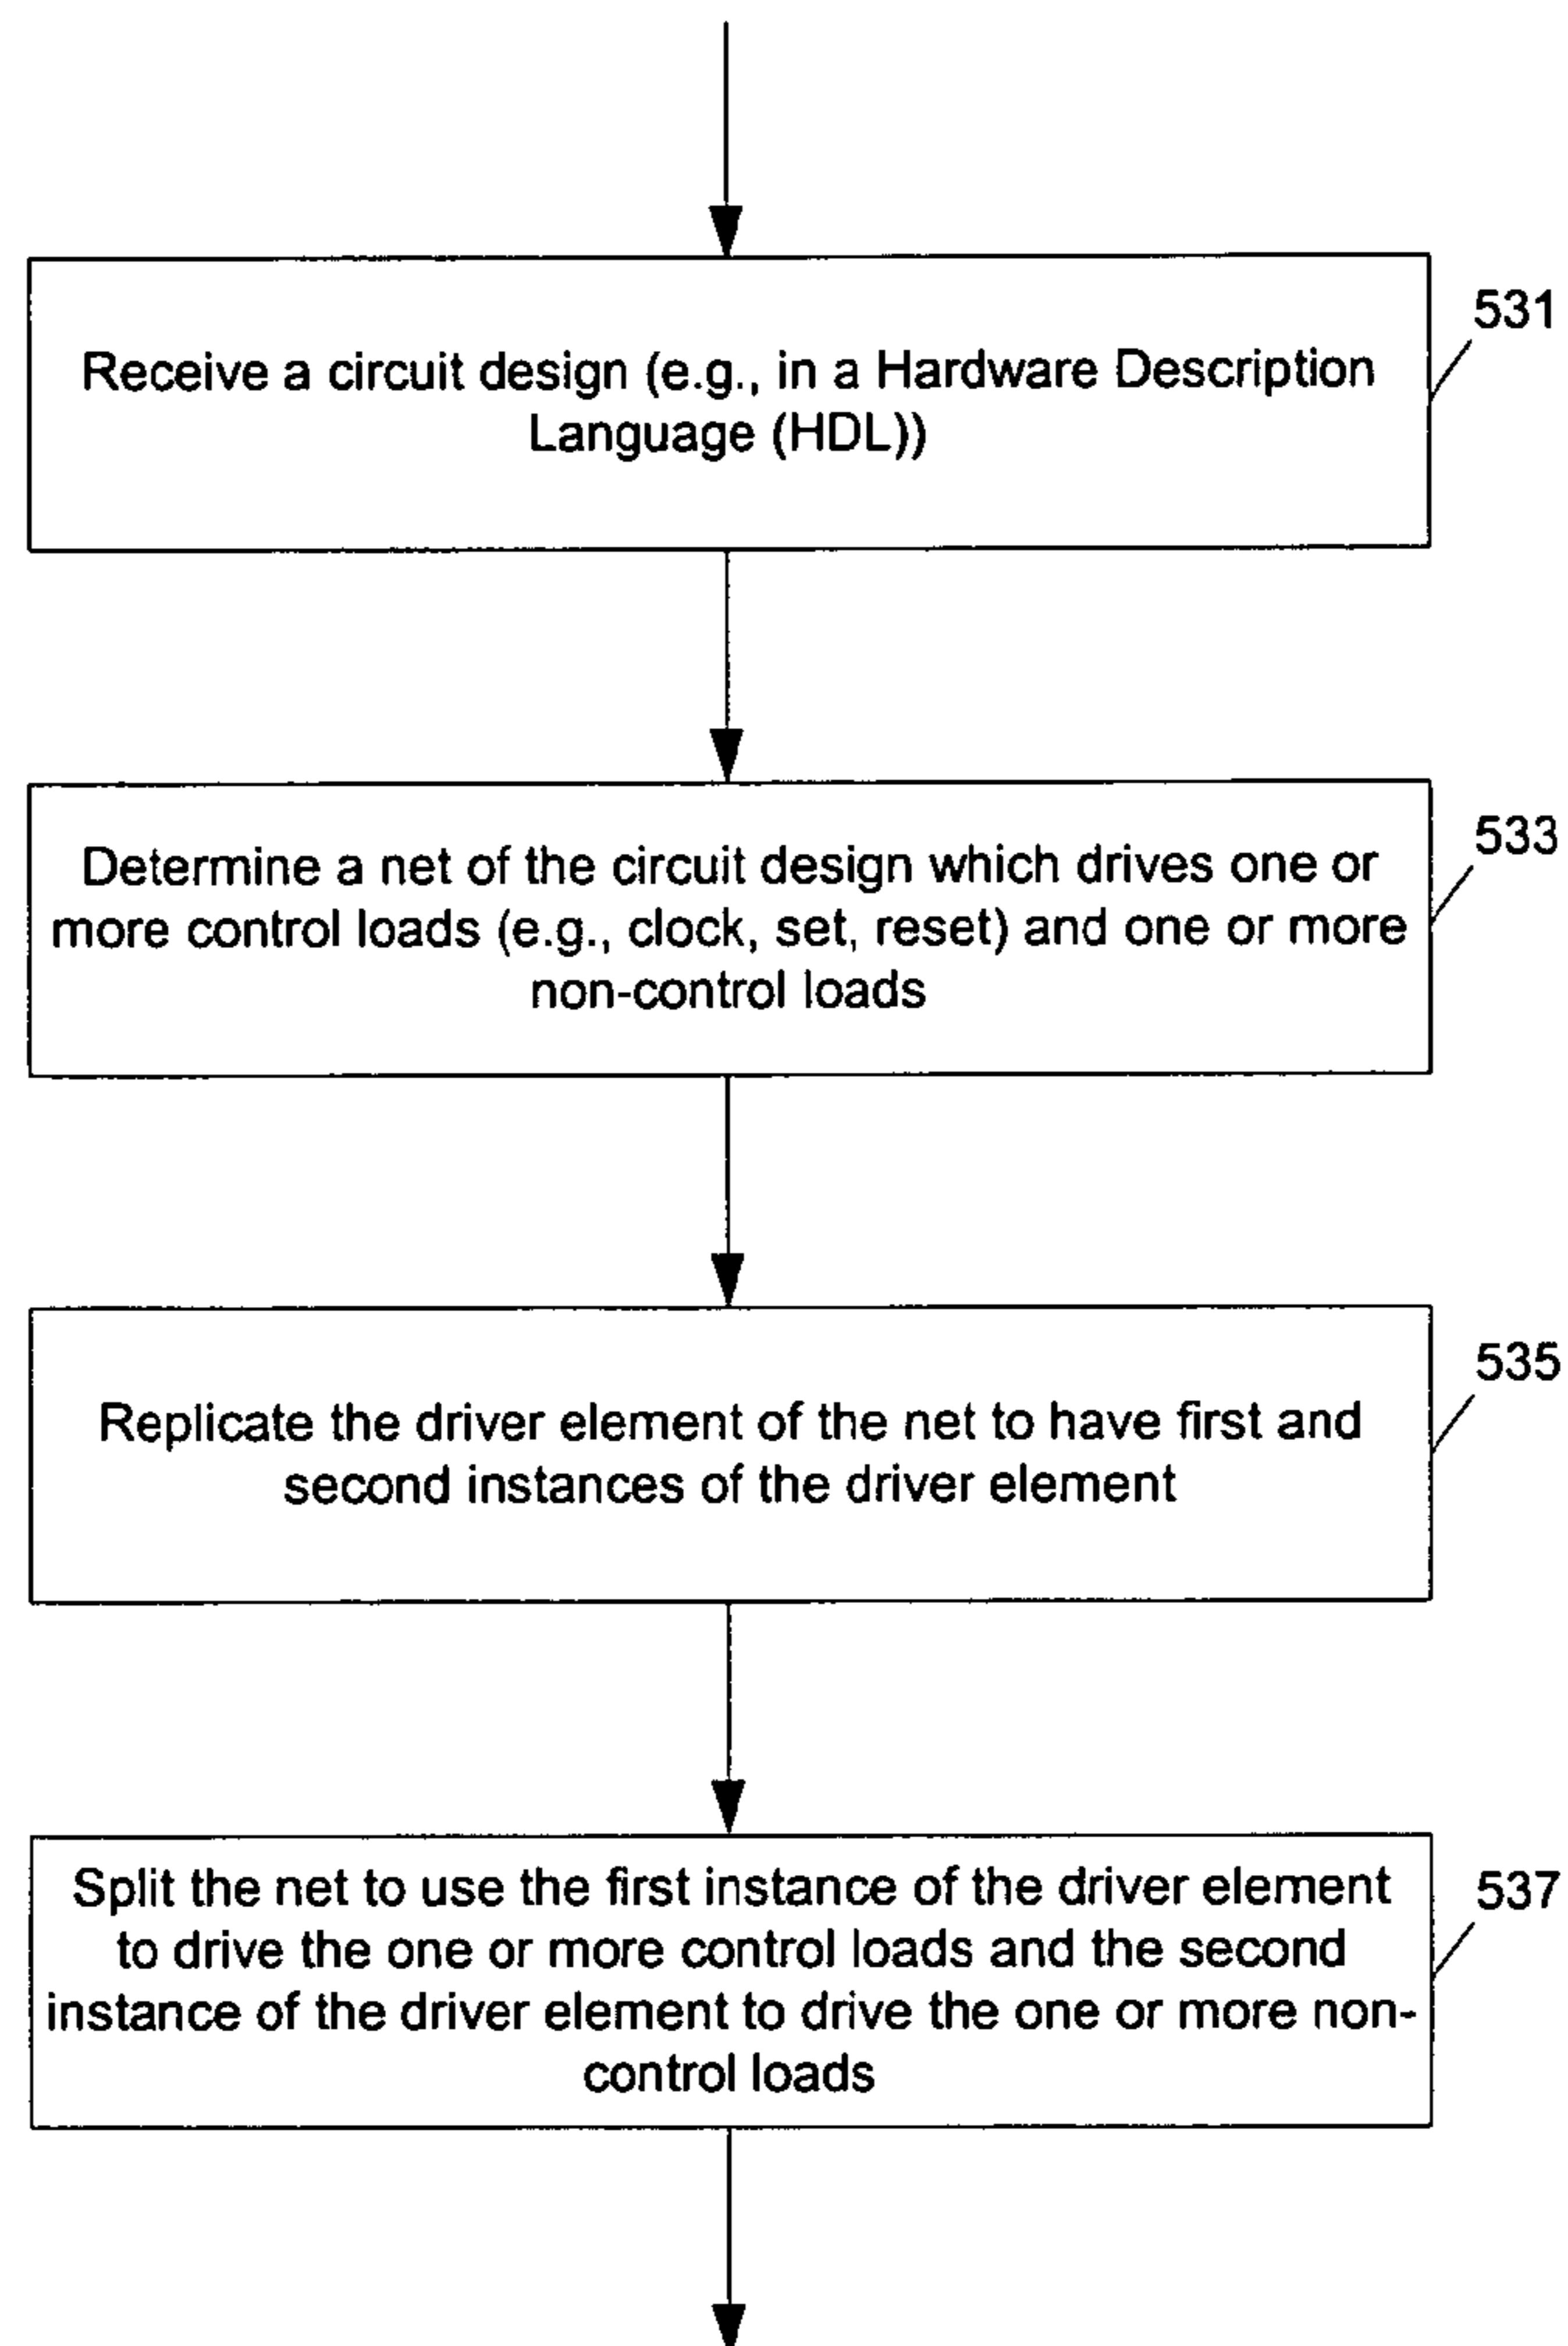 531
Receive a circuit design (e.g., in a Hardware Description
Language (HDL))
533
Determine a net of the circuit design which drives one or
more control loads (e.g., clock, set, reset) and one or more
non-control loads
535
Replicate the driver element of the net to have first and
second instances of the driver element
537
Split the net to use the first instance of the driver element
to drive the one or more control loads and the second
instance of the driver element to drive the one or more non-
control loads